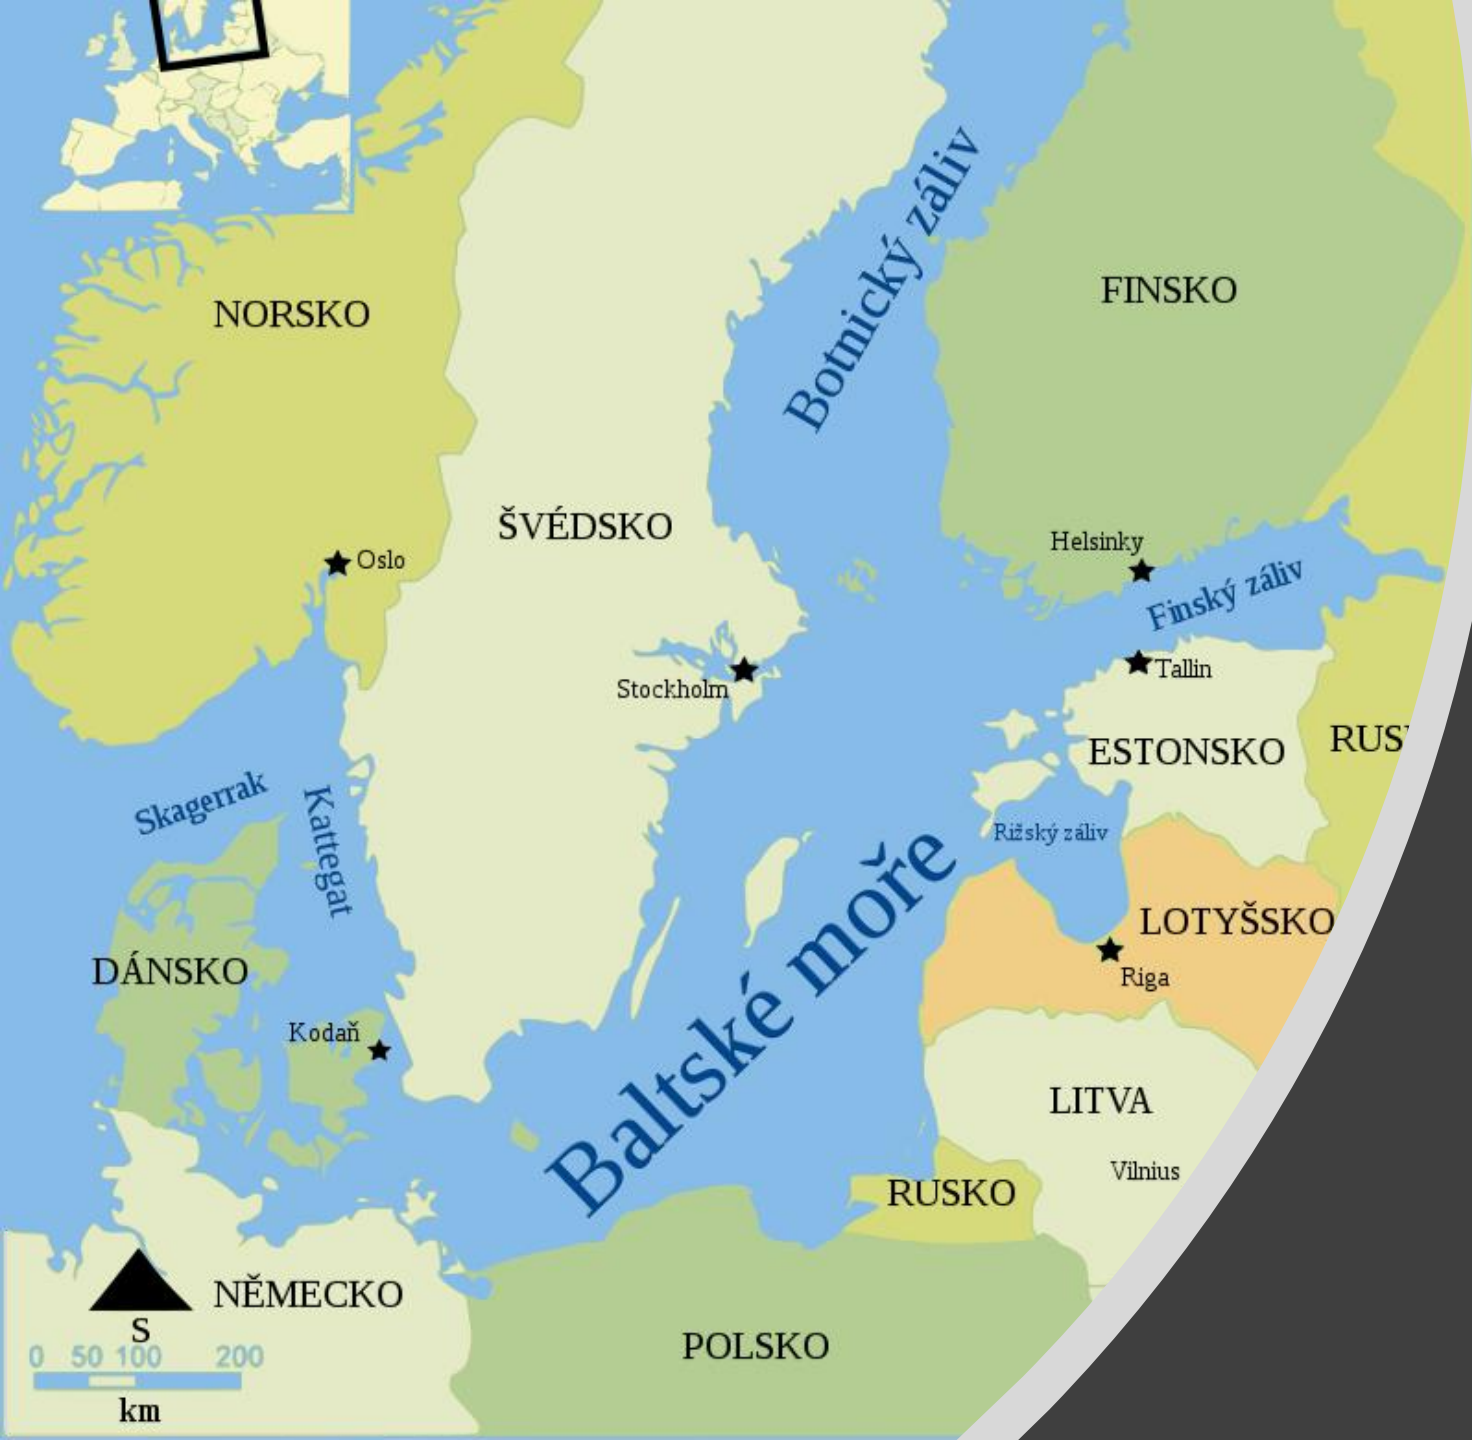 Botnický záliv
NORSKO
FINSKO
ŠVÉDSKO
Helsinky
Oslo
Finský záliv
Tallin
Stockholm
ESTONSKO
RUS
Skagerrak
Kattegat
Rižský záliv
Baltské moře
LOTYŠSKO
DÁNSKO
Riga
Kodaň
LITVA
Vilnius
RUSKO
NĚMECKO
S
POLSKO
0 50 100 200
km